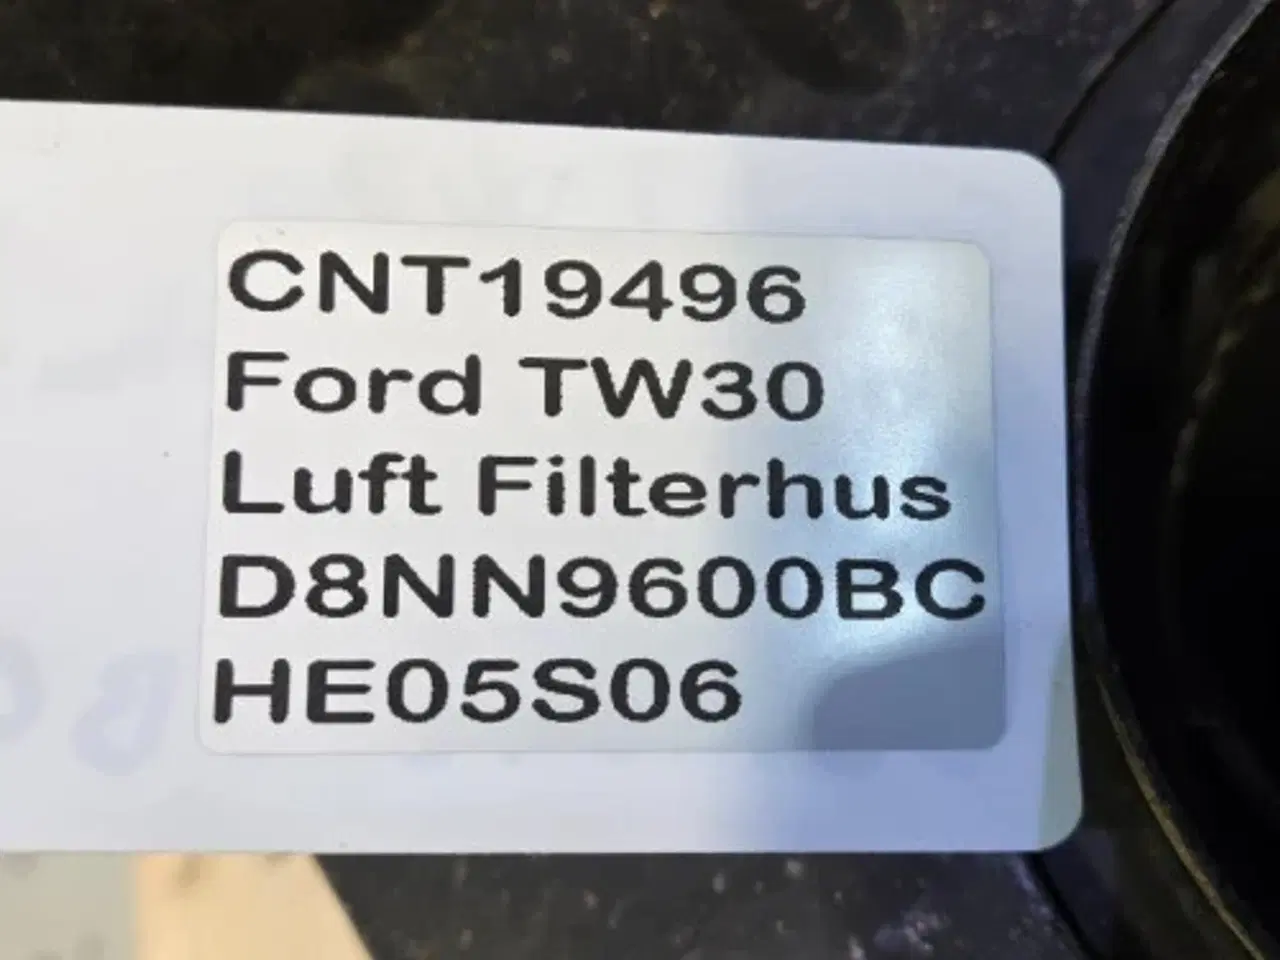 CNT19496
Ford TW30
Luft Filterhus
D8NN9600BC
HE05S06